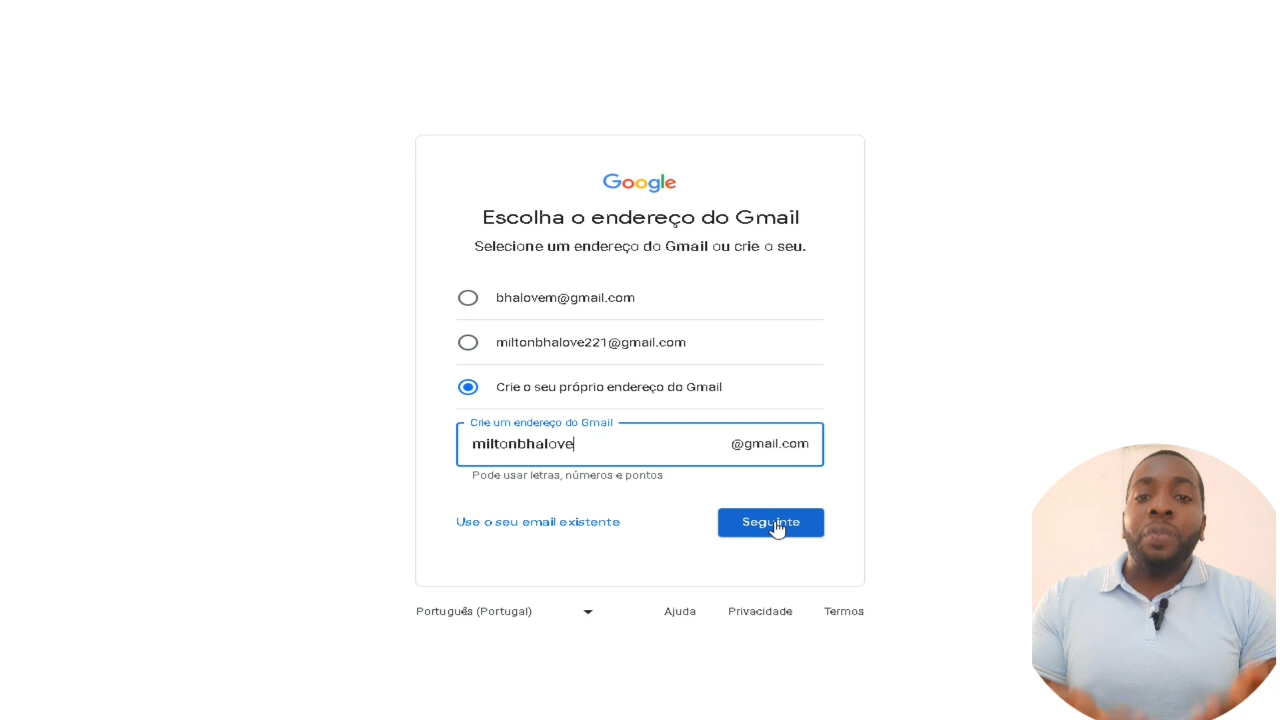 Google
Escolha o endereço do Gmail
Selecione um endereço do Gmail ou crie o seu.
bhalovem@gmail.com
miltonbhalove221@gmail.com
Crie o seu próprio endereço do Gmail
Crie um endereço do Gmail
miltonbhalove @gmail.com
Pode usar letras, números e pontos
Use o seu email existente Seguinte
Português (Portugal) Ajuda Privacidade Termos